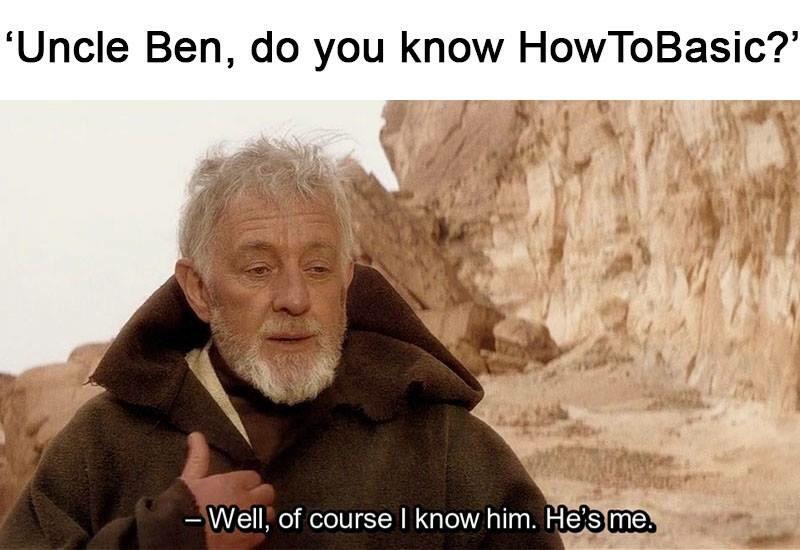 ‘Uncle Ben, do you know HowToBasic?’
– Well, of course I know him. He's me.